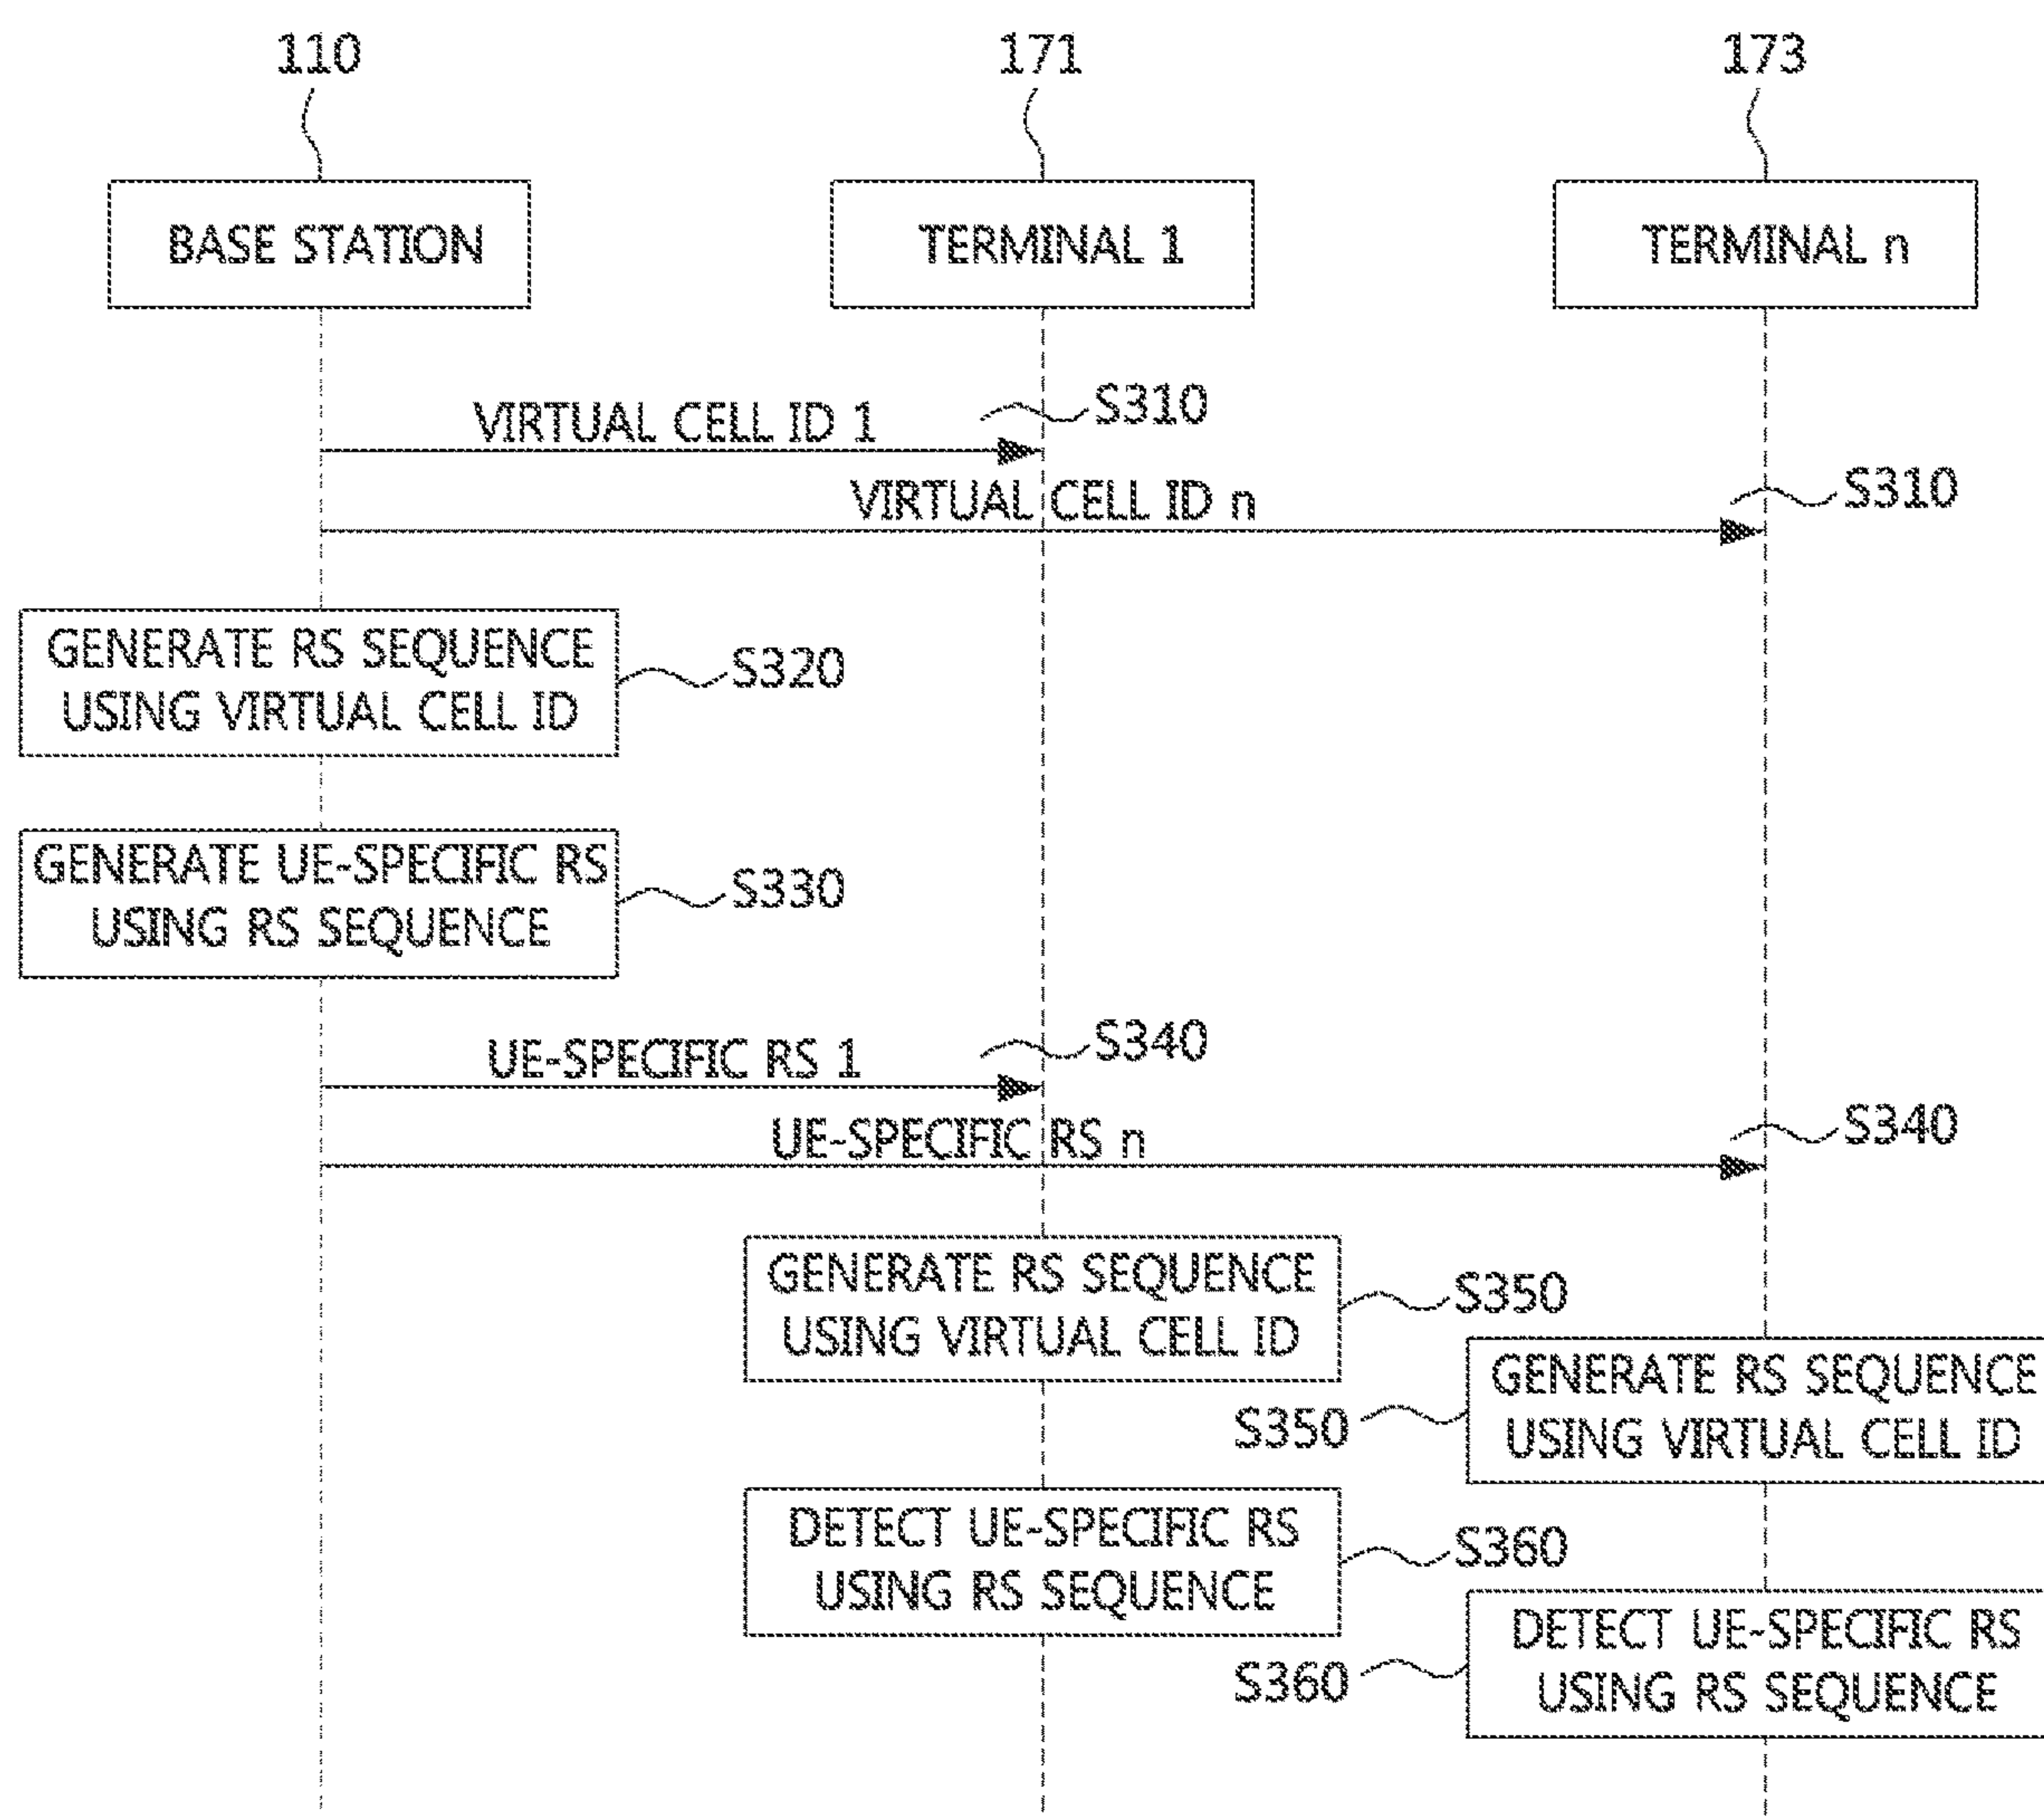 110
171
173
BASE STATION
TERMINAL 1
TERMINAL n
VIRTUAL CELL ID 1
S310
VIRTUAL CELL ID n
S310
GENERATE RS SEQUENCE
USING VIRTUAL CELL ID
S320
GENERATE UE-SPECIFIC RS
USING RS SEQUENCE
S330
UE-SPECIFIC RS 1
S340
UE-SPECIFIC RS n
S340
GENERATE RS SEQUENCE
USING VIRTUAL CELL ID
S350
GENERATE RS SEQUENCE
USING VIRTUAL CELL ID
S350
DETECT UE-SPECIFIC RS
USING RS SEQUENCE
S360
DETECT UE-SPECIFIC RS
USING RS SEQUENCE
S360